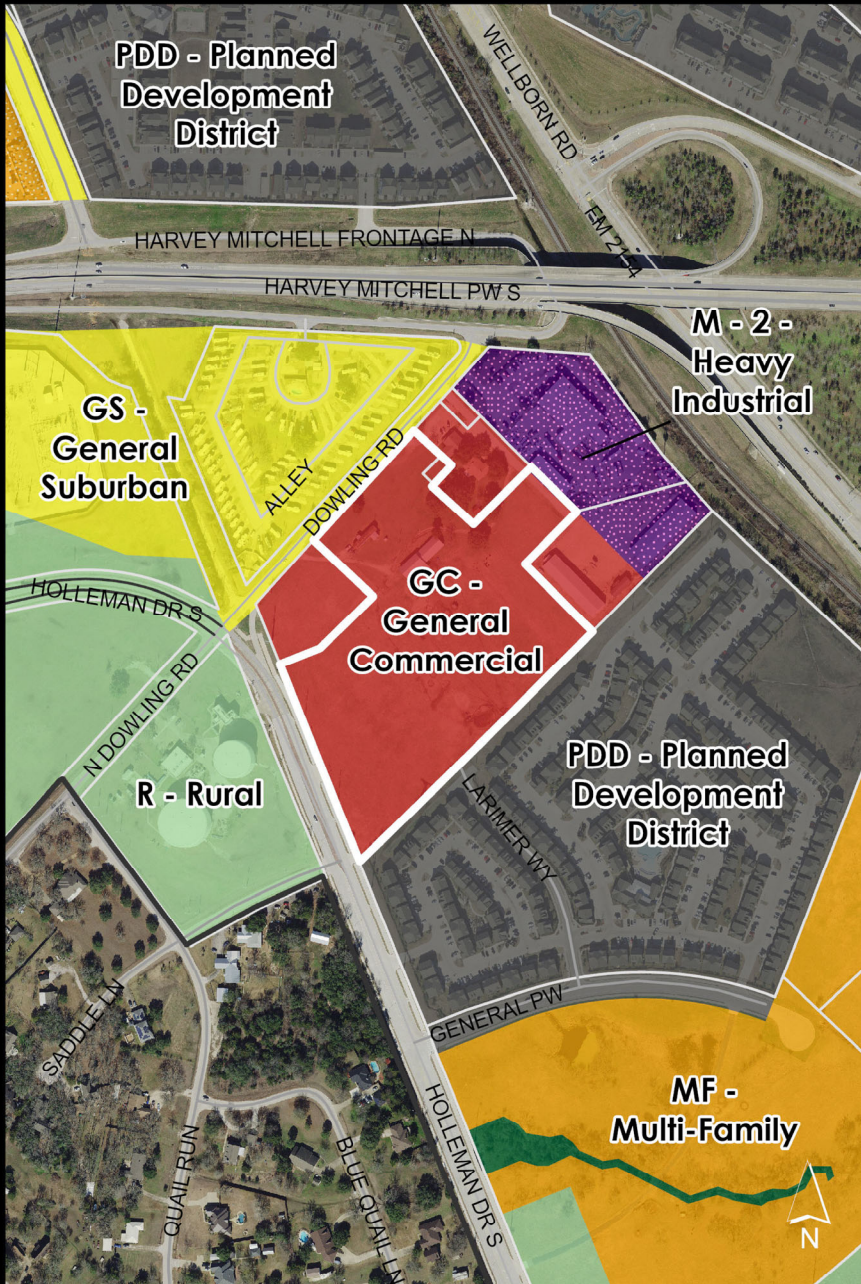 PDD - Planned
Development
District
WELLBORN RD
FM 2154
HARVEY MITCHELL FRONTAGE N
HARVEY MITCHELL PW S
M - 2 -
Heavy
Industrial
GS -
General
Suburban
ALLEY
DOWLING RD
HOLLEMAN DR S
GC -
General
Commercial
N DOWLING RD
R - Rural
PDD - Planned
Development
District
LARIMER WY
SADDLE LN
GENERAL PW
MF -
Multi-Family
QUAIL RUN
BLUE QUAIL LN
HOLLEMAN DR S
N